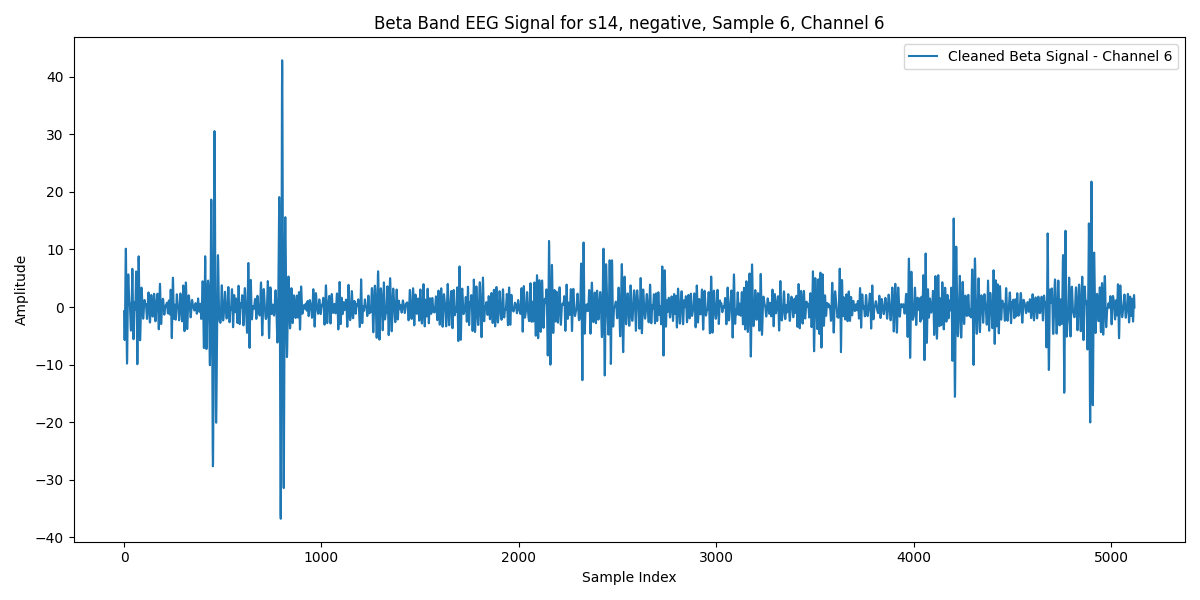 Beta Band EEG Signal for s14, negative, Sample 6, Channel 6
Cleaned Beta Signal - Channel 6
Amplitude
40
30
20
10
0
−10
−20
−30
−40
0 1000 2000 3000 4000 5000
Sample Index